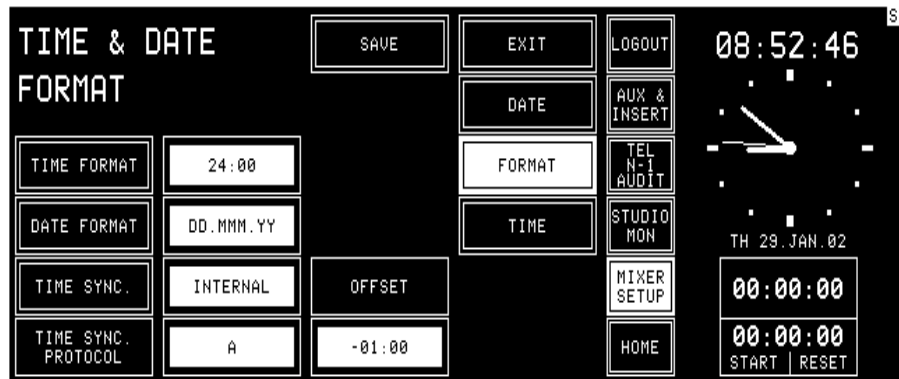 TIME & DATE
FORMAT
SAVE
EXIT
LOGOUT
08:52:46
S
DATE
AUX &
INSERT
TIME FORMAT
24:00
FORMAT
TEL
N-1
AUDIT
DATE FORMAT
DD.MMM.YY
TIME
STUDIO
MON
TH 29.JAN.02
TIME SYNC.
INTERNAL
OFFSET
MIXER
SETUP
00:00:00
TIME SYNC.
PROTOCOL
A
-01:00
HOME
00:00:00
START | RESET